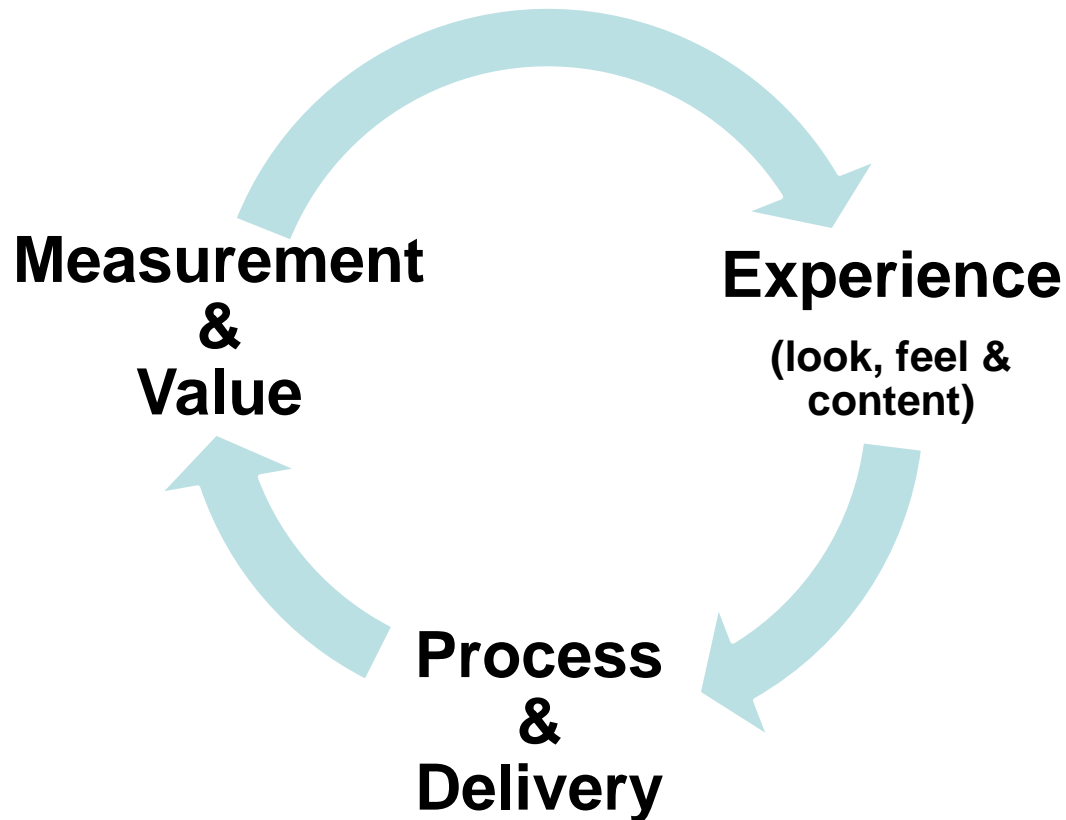 Measurement
&
Value
Experience
(look, feel &
content)
Process
&
Delivery